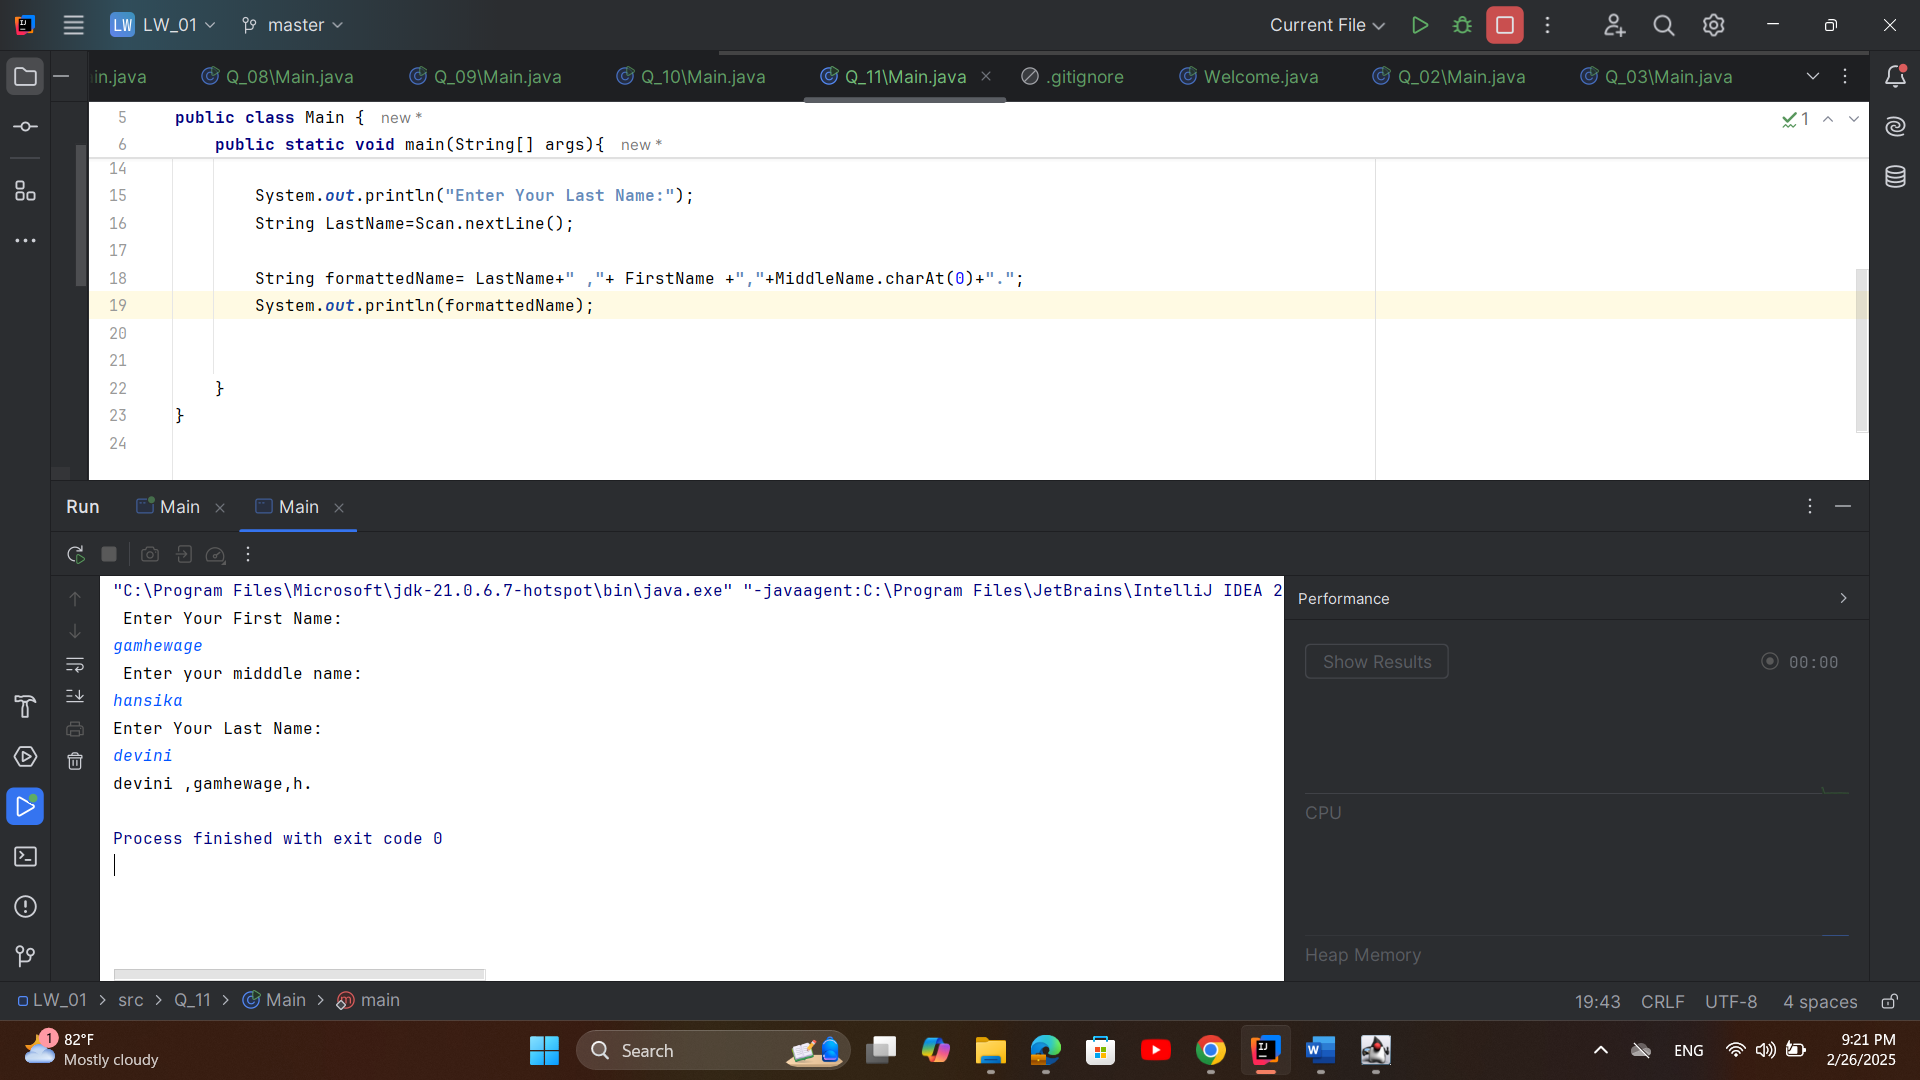 LW LW_01 master Current File
in.java Q_08\Main.java Q_09\Main.java Q_10\Main.java Q_11\Main.java .gitignore Welcome.java Q_02\Main.java Q_03\Main.java
5 public class Main { new *
6 public static void main(String[] args){ new *
1
14
15 System.out.println("Enter Your Last Name:");
16 String LastName=Scan.nextLine();
17
18 String formattedName= LastName+" ,"+ FirstName +","+MiddleName.charAt(0)+".";
19 System.out.println(formattedName);
20
21
22 }
23 }
24
Run Main Main
"C:\Program Files\Microsoft\jdk-21.0.6.7-hotspot\bin\java.exe" "-javaagent:C:\Program Files\JetBrains\IntelliJ IDEA 2
Enter Your First Name:
gamhewage
Enter your midddle name:
hansika
Enter Your Last Name:
devini
devini ,gamhewage,h.
Process finished with exit code 0
Performance
Show Results 00:00
CPU
Heap Memory
LW_01 > src > Q_11 > Main > main
19:43 CRLF UTF-8 4 spaces
1
82°F
Mostly cloudy
Search
ENG
9:21 PM
2/26/2025